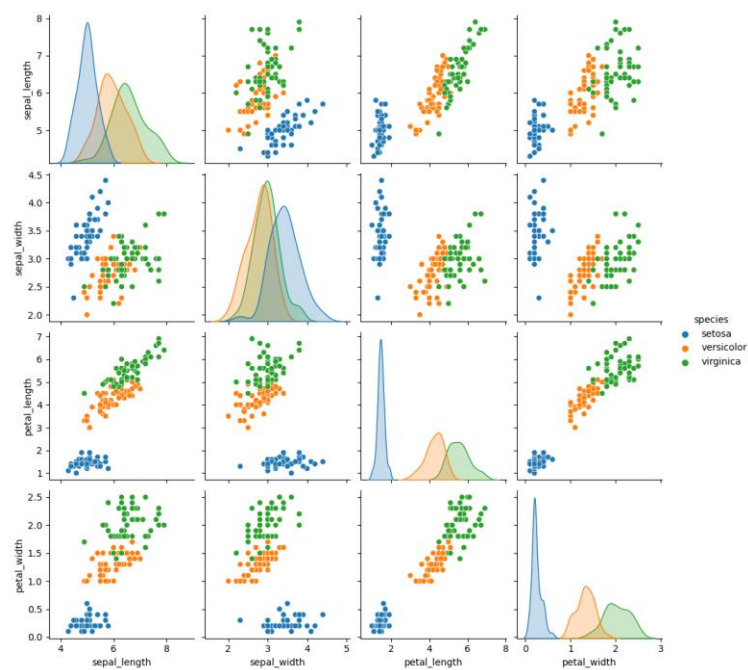 8
7
6
5
sepal_length
4.5
4.0
3.5
3.0
2.5
2.0
sepal_width
species
setosa
versicolor
virginica
7
6
5
4
3
2
1
petal_length
2.5
2.0
1.5
1.0
0.5
0.0
petal_width
4 6 8 2 3 4 5 2 4 6 0 1 2 3
sepal_length sepal_width petal_length petal_width